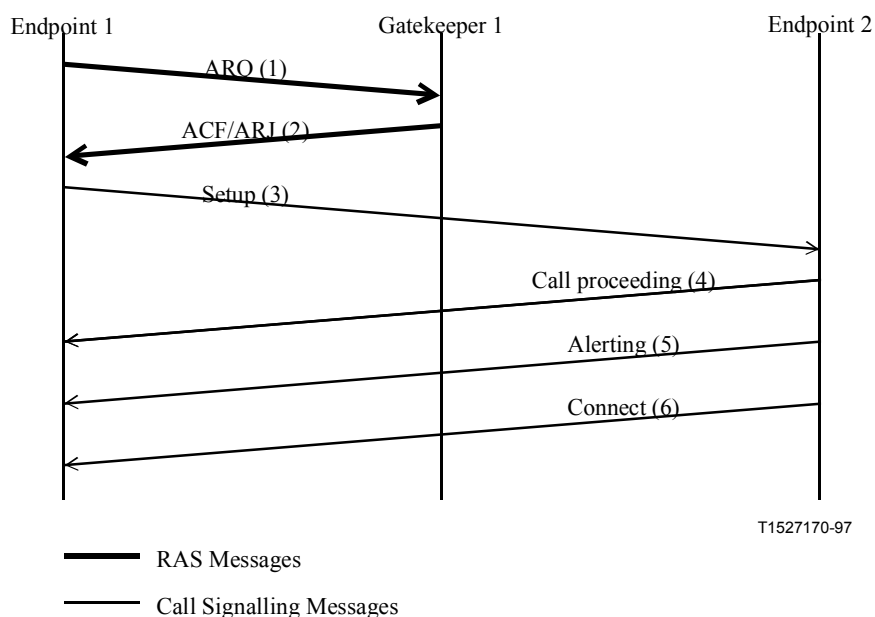 Endpoint 1 Gatekeeper 1 Endpoint 2
ARQ (1)
ACF/ARJ (2)
Setup (3)
Call proceeding (4)
Alerting (5)
Connect (6)
T1527170-97
RAS Messages
Call Signalling Messages